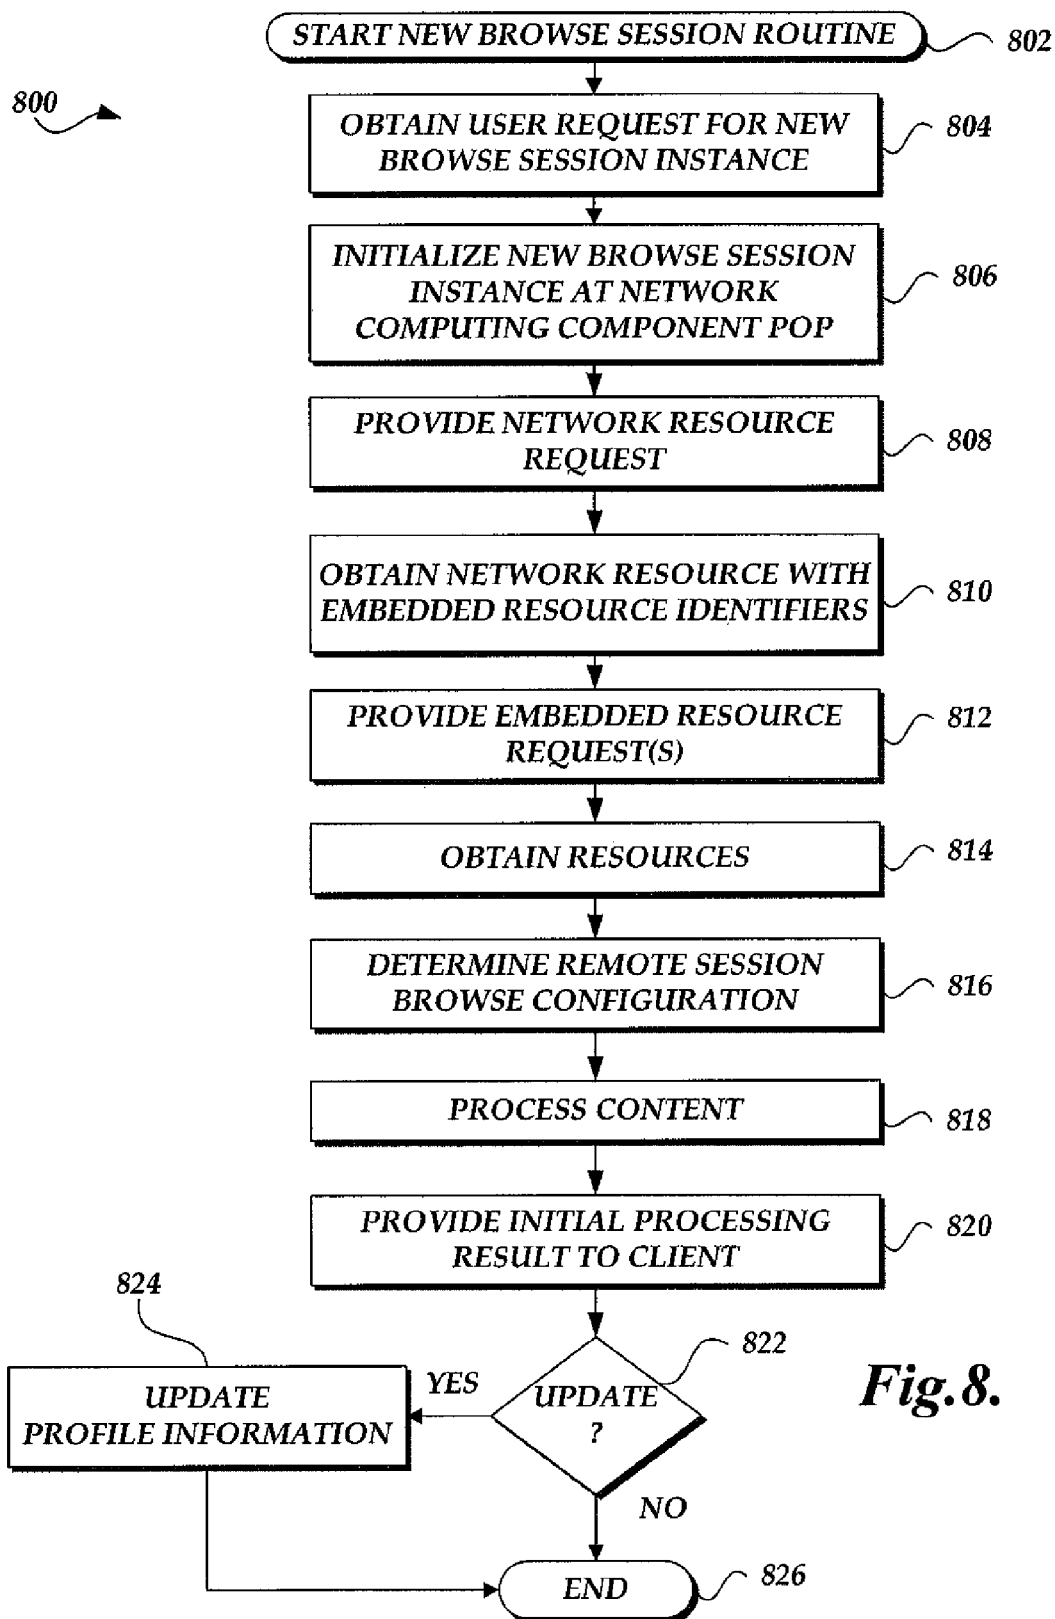 START NEW BROWSE SESSION ROUTINE
802
800
OBTAIN USER REQUEST FOR NEW
BROWSE SESSION INSTANCE
804
INITIALIZE NEW BROWSE SESSION
INSTANCE AT NETWORK
COMPUTING COMPONENT POP
806
PROVIDE NETWORK RESOURCE
REQUEST
808
OBTAIN NETWORK RESOURCE WITH
EMBEDDED RESOURCE IDENTIFIERS
810
PROVIDE EMBEDDED RESOURCE
REQUEST(S)
812
OBTAIN RESOURCES
814
DETERMINE REMOTE SESSION
BROWSE CONFIGURATION
816
PROCESS CONTENT
818
PROVIDE INITIAL PROCESSING
RESULT TO CLIENT
820
824
822
UPDATE
PROFILE INFORMATION
YES
UPDATE
?
Fig.8.
NO
END
826